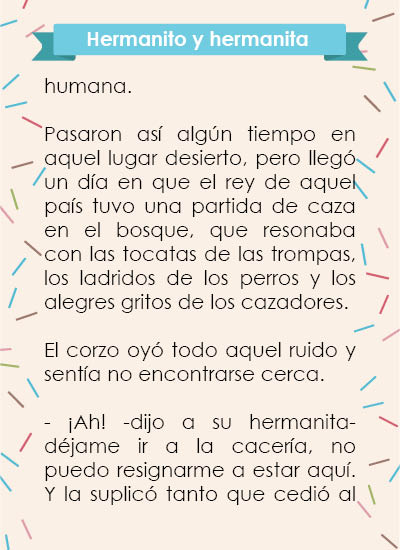 Hermanito y hermanita
humana.
Pasaron así algún tiempo en
aquel lugar desierto, pero llegó
un día en que el rey de aquel
país tuvo una partida de caza
en el bosque, que resonaba
con las tocatas de las trompas,
los ladridos de los perros y los
alegres gritos de los cazadores.
El corzo oyó todo aquel ruido y
sentía no encontrarse cerca.
- ¡Ah! -dijo a su hermanita-
déjame ir a la cacería, no
puedo resignarme a estar aquí.
Y la suplicó tanto que cedió al